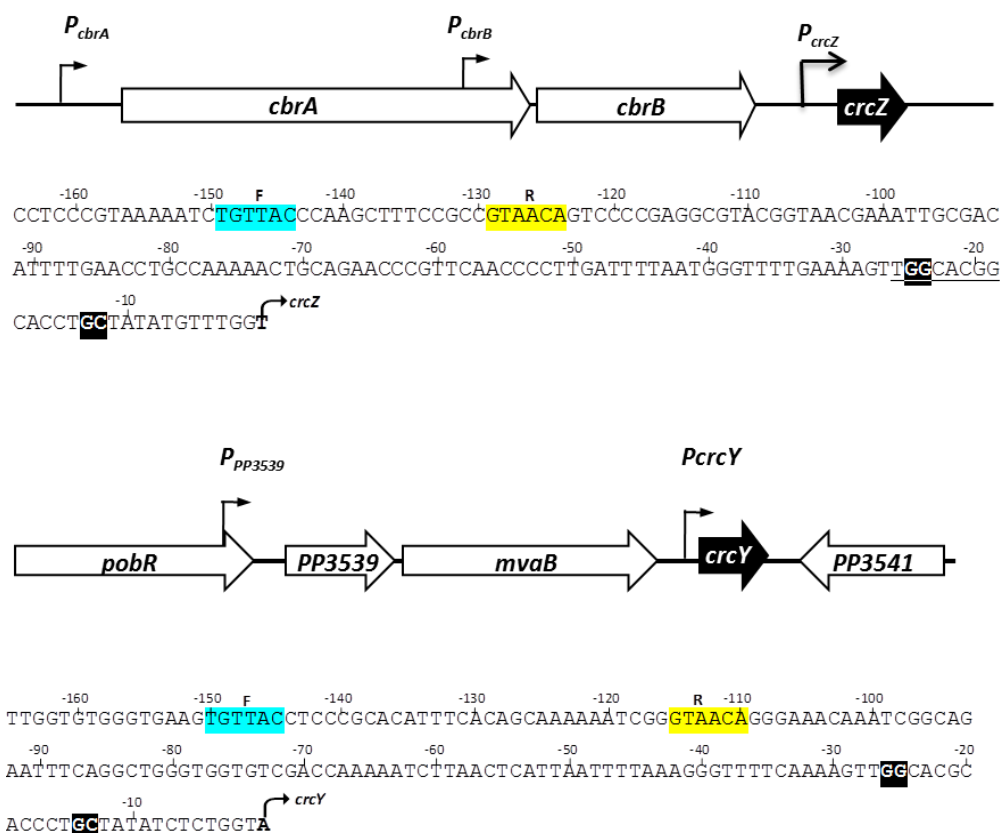 PcbrA PcbrB PcrcZ
cbrA cbrB crcZ
-160 -150 F -140 -130 R -120 -110 -100
CCTCCCGTAAAAATCTGTTACCCAAGCTTTCCGCCGTAACAGTCCCCGAGGCGTACGGTAACGAAATTGCGAC
-90 -80 -70 -60 -50 -40 -30 -20
ATTTTGAACCTGCCAAAAACTGCAGAACCCGTTCAACCCCTTGATTTTAATGGGTTTTGAAAAGTTGGCACGG
-10 crcZ
CACCTGCTATATGTTTGGT
PPP3539 PcrcY
pobR PP3539 mvaB crcY PP3541
-160 -150 F -140 -130 -120 R -110 -100
TTGGTGTGGGTGAAGTGTTACCTCCCGCACATTTCACAGCAAAAAATCGGGTAACAGGGAAACAAATCGGCAG
-90 -80 -70 -60 -50 -40 -30 -20
AATTTCAGGCTGGGTGGTGTCGACCAAAAATCTTAACTCATTAATTTTAAAGGGTTTTCAAAAGTTGGCACGC
-10 crcY
ACCCTGCTATATCTCTGGTA